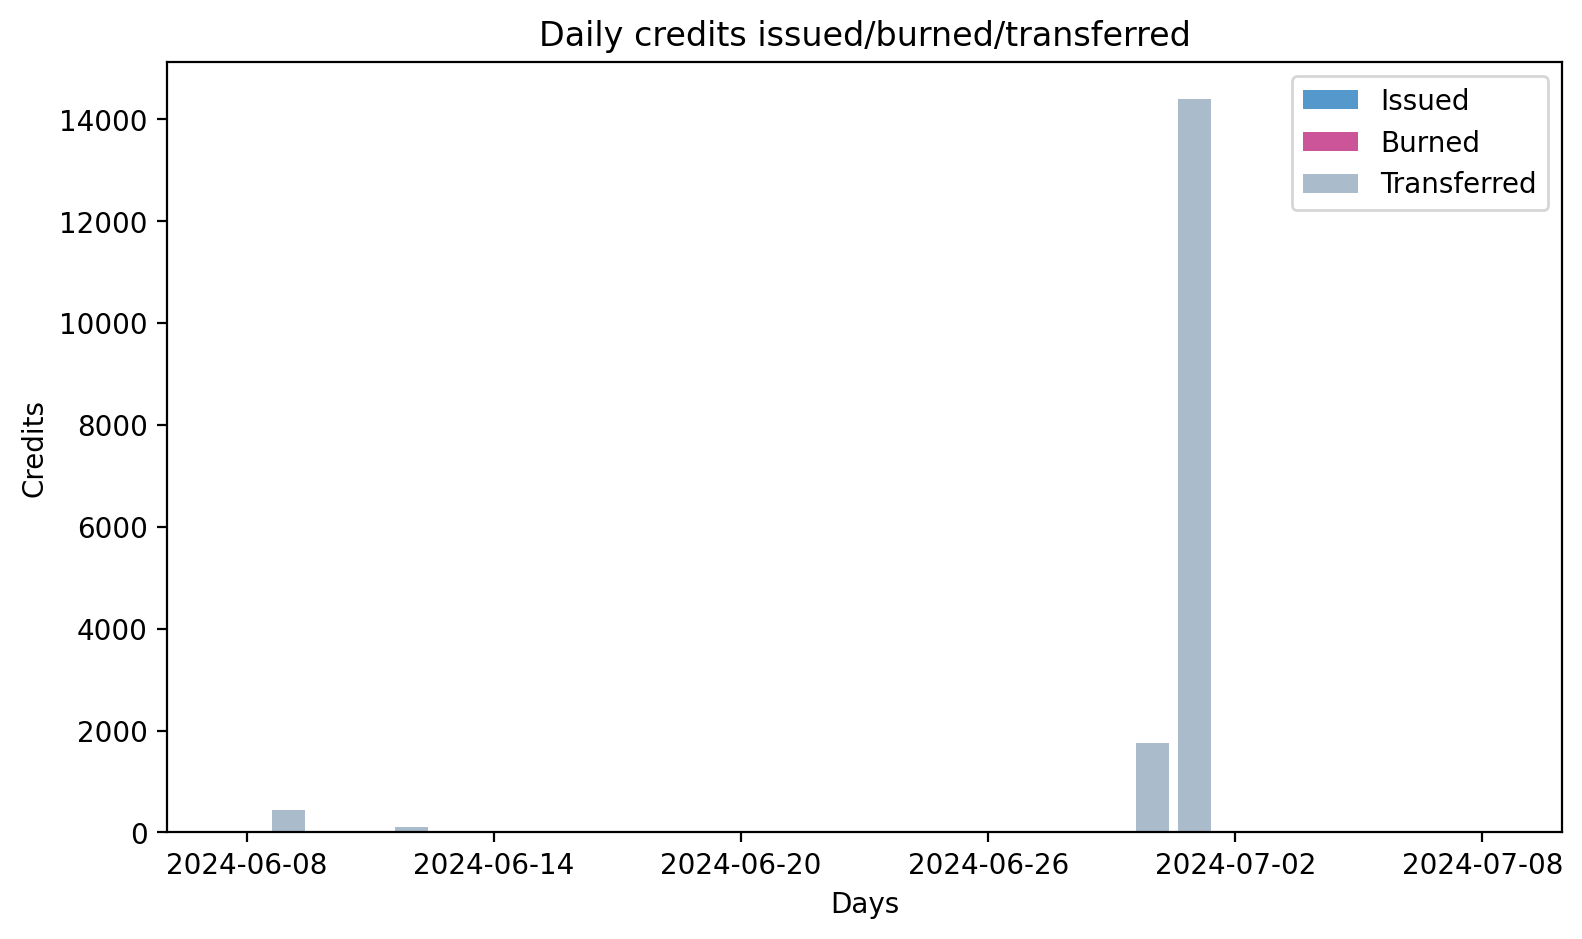 Daily credits issued/burned/transferred
Issued
Burned
Transferred
14000
12000
10000
8000
6000
4000
2000
0
Credits
2024-06-08 2024-06-14 2024-06-20 2024-06-26 2024-07-02 2024-07-08
Days